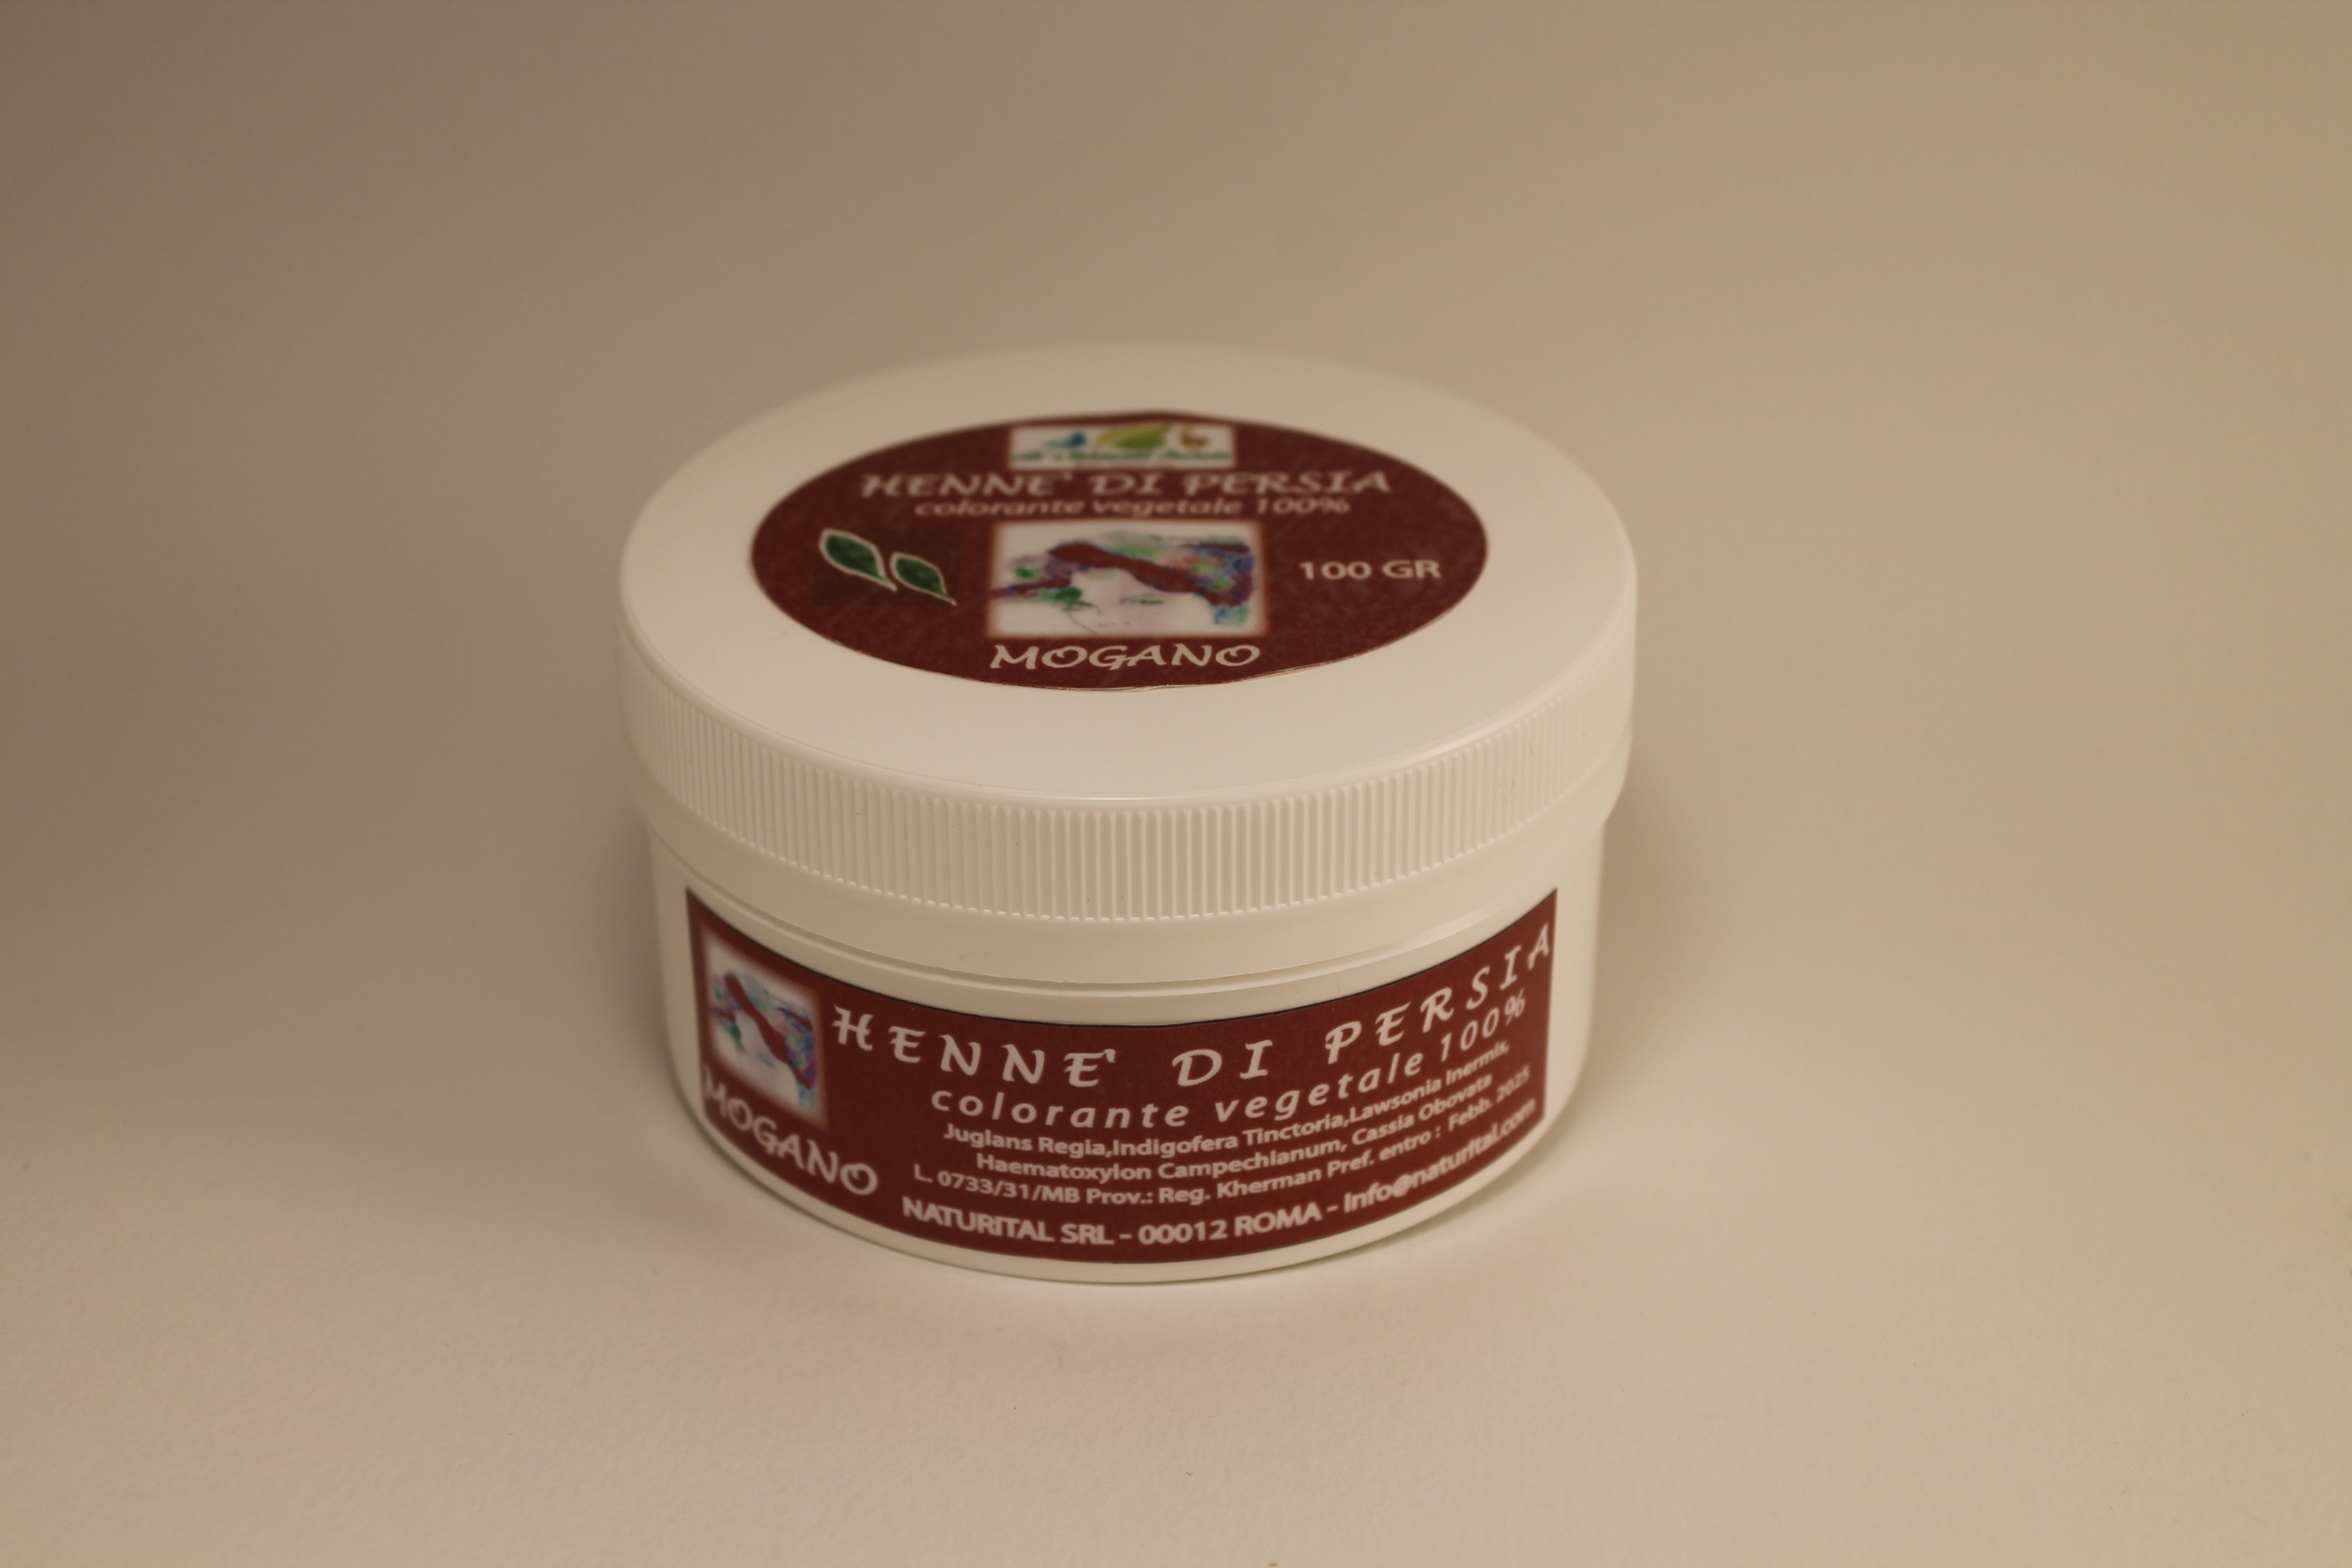 HENNE' DI PERSIA
colorante vegetale 100%
100 GR
MOGANO
HENNE' DI PERSIA
colorante vegetale 100%
Juglans Regia,Indigofera Tinctoria,Lawsonia Inermis,
Haematoxylon Campechianum, Cassia Obovata
L. 0733/31/MB Prov.: Reg. Kherman Pref. entro : Febb. 2025
NATURITAL SRL - 00012 ROMA - info@naturital.com
MOGANO